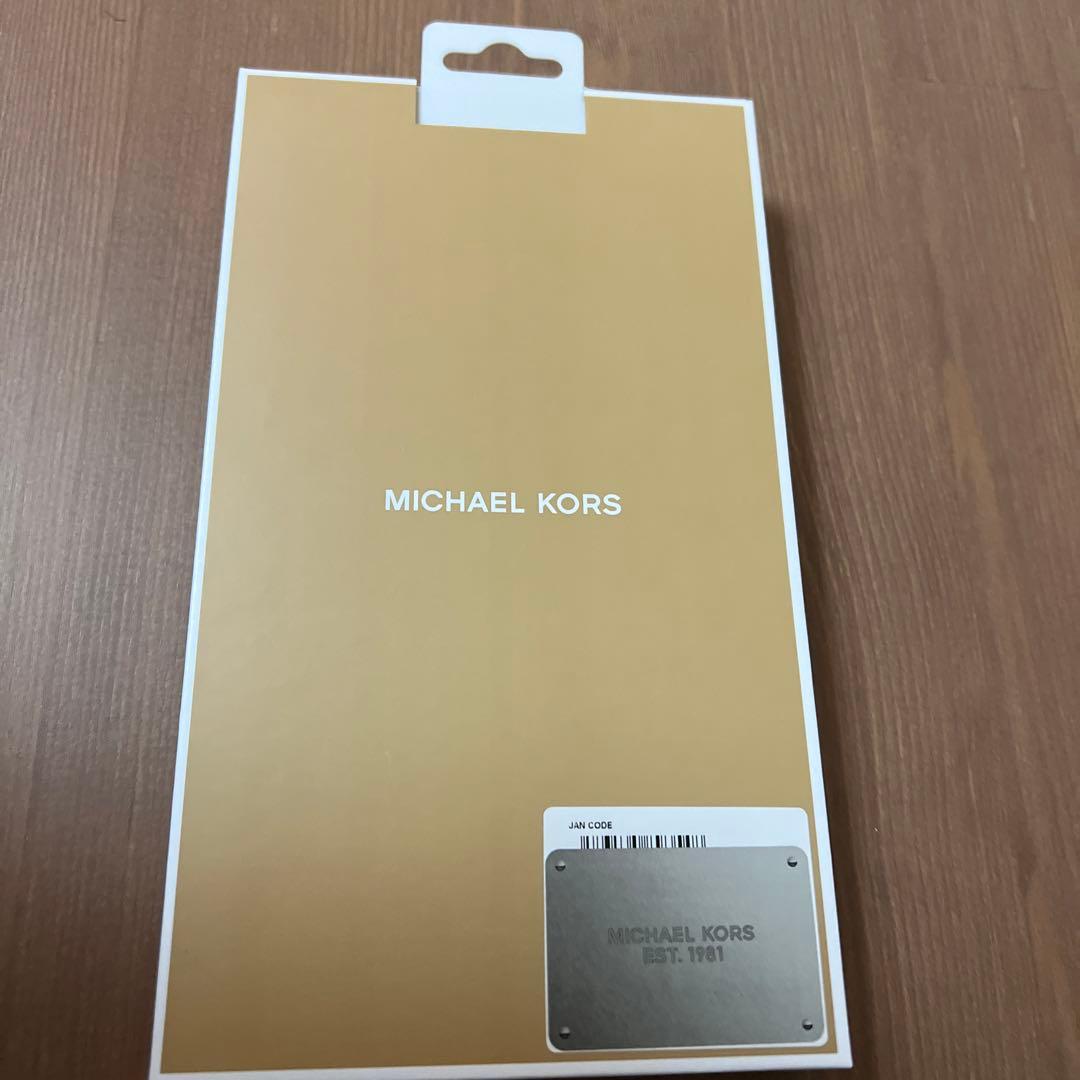 MICHAEL KORS
JAN CODE
MICHAEL KORS
EST. 1981